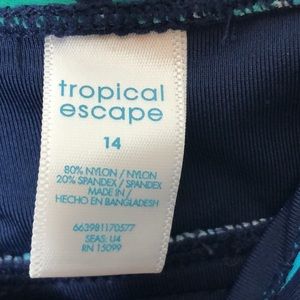 tropical
escape
14
80% NYLON / NYLON
20% SPANDEX / SPANDEX
MADE IN /
HECHO EN BANGLADESH
663981170577
SEAS: U4
RN 15099